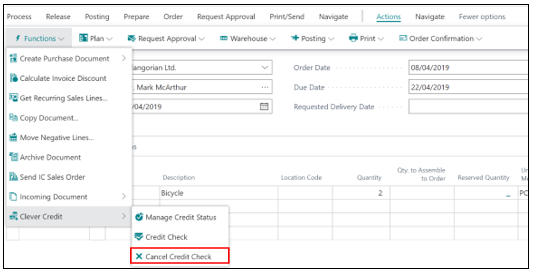 Process Release Posting Prepare Order Request Approval Print/Send Navigate Actions Navigate Fewer options
Functions Plan Request Approval Warehouse Posting Print Order Confirmation
Create Purchase Document
Calculate Invoice Discount
Get Recurring Sales Lines...
Copy Document...
Move Negative Lines...
Archive Document
Send IC Sales Order
Incoming Document
Clever Credit
langorian Ltd.
. Mark McArthur ...
/04/2019
Order Date 08/04/2019
Due Date 22/04/2019
Requested Delivery Date
Description Location Code Quantity Qty. to Assemble to Order Reserved Quantity
Bicycle 2 _ PC
Manage Credit Status
Credit Check
Cancel Credit Check